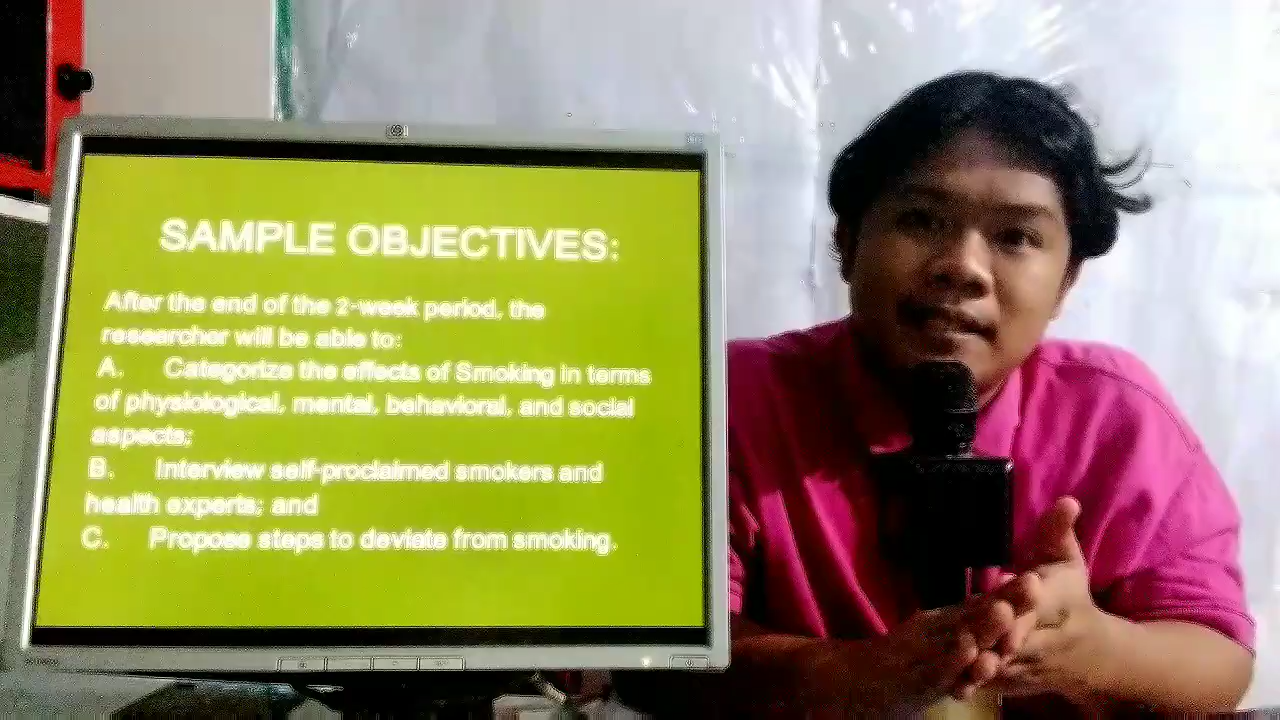 SAMPLE OBJECTIVES:
After the end of the 2-week period, the
researcher will be able to:
A. Categorize the effects of Smoking in terms
of physiological, mental, behavioral, and social
aspects;
B. Interview self-proclaimed smokers and
health experts; and
C. Propose steps to deviate from smoking.